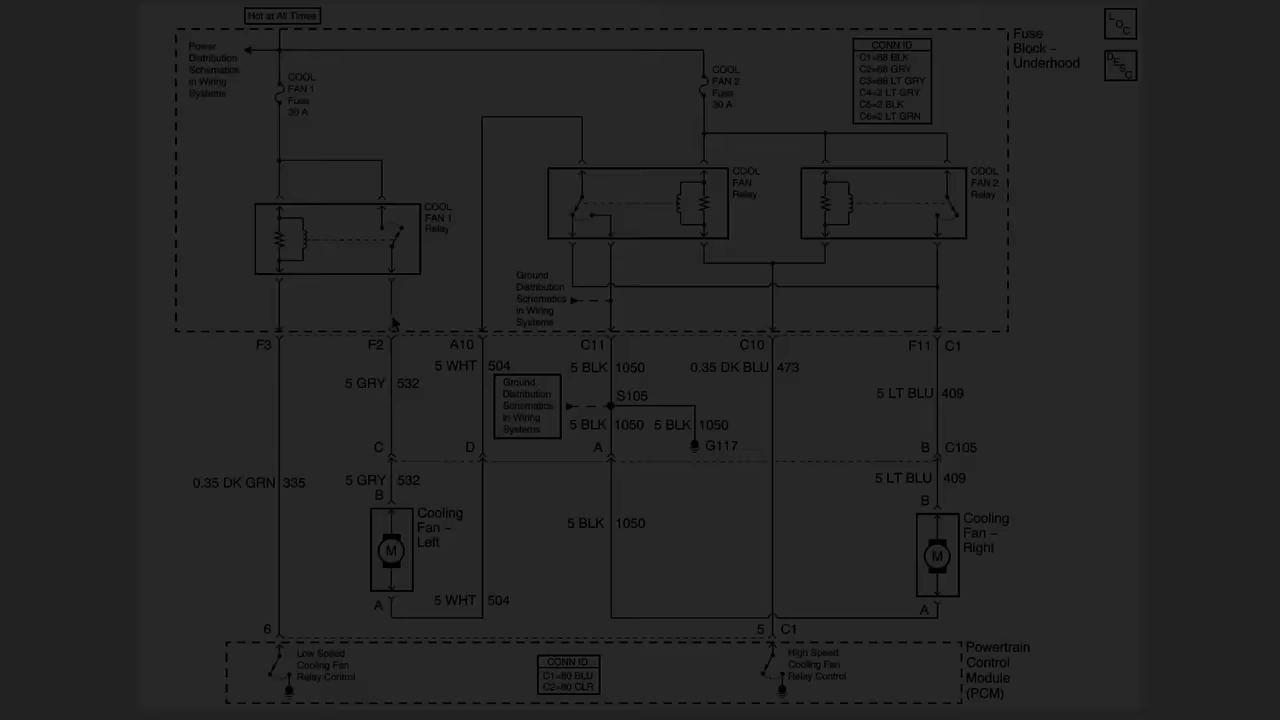 Hot at All Times
Power
Distribution
Schematics
in Wiring
Systems
COOL
FAN 1
Fuse
30 A
COOL
FAN 2
Fuse
30 A
CONN ID
C1=68 BLK
C2=68 GRY
C3=68 LT GRY
C4=2 LT GRY
C5=2 BLK
C6=2 LT GRN
Fuse
Block –
Underhood
LOC
DESC
COOL
FAN 1
Relay
COOL
FAN
Relay
COOL
FAN 2
Relay
Ground
Distribution
Schematics
in Wiring
Systems
F3
F2
A10
C11
C10
F11
C1
5 WHT 504
5 BLK 1050
0.35 DK BLU 473
5 GRY 532
Ground
Distribution
Schematics
in Wiring
Systems
S105
5 LT BLU 409
5 BLK 1050
5 BLK 1050
G117
C
D
A
B
C105
0.35 DK GRN 335
5 GRY 532
5 LT BLU 409
B
B
Cooling
Fan –
Left
M
5 BLK 1050
Cooling
Fan –
Right
M
A
5 WHT 504
A
6
5
C1
Low Speed
Cooling Fan
Relay Control
CONN ID
C1=80 BLU
C2=80 CLR
High Speed
Cooling Fan
Relay Control
Powertrain
Control
Module
(PCM)